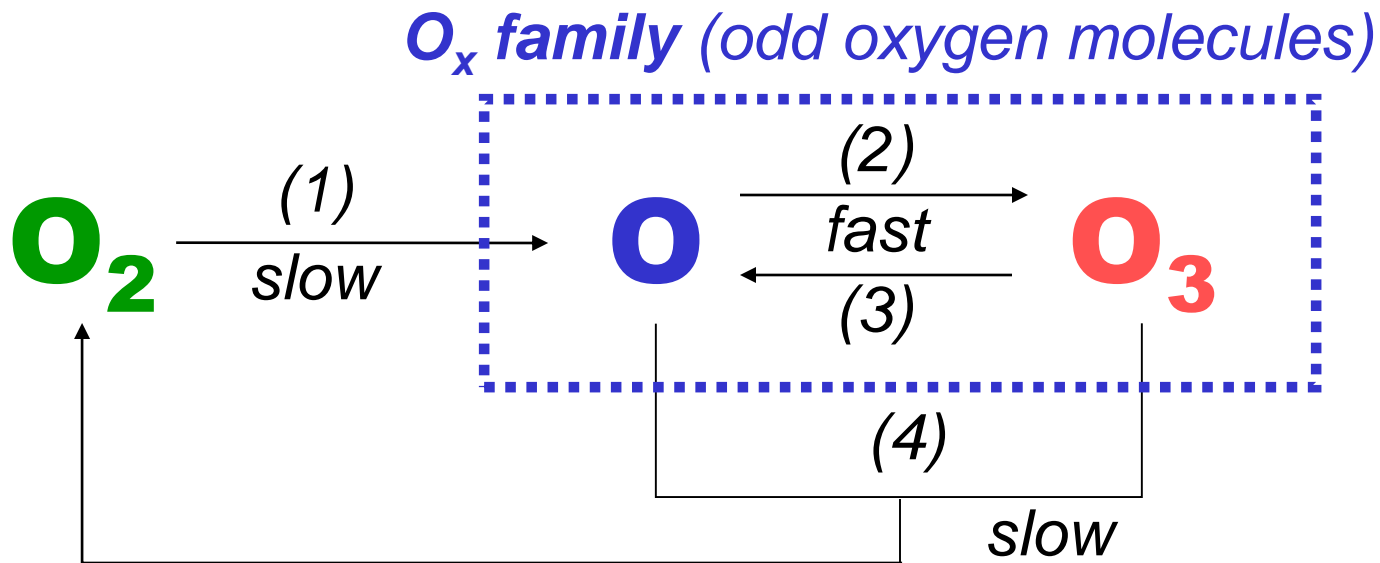 Oₓ family (odd oxygen molecules)
(1)
slow
O₂
(2)
fast
(3)
O
O₃
(4)
slow